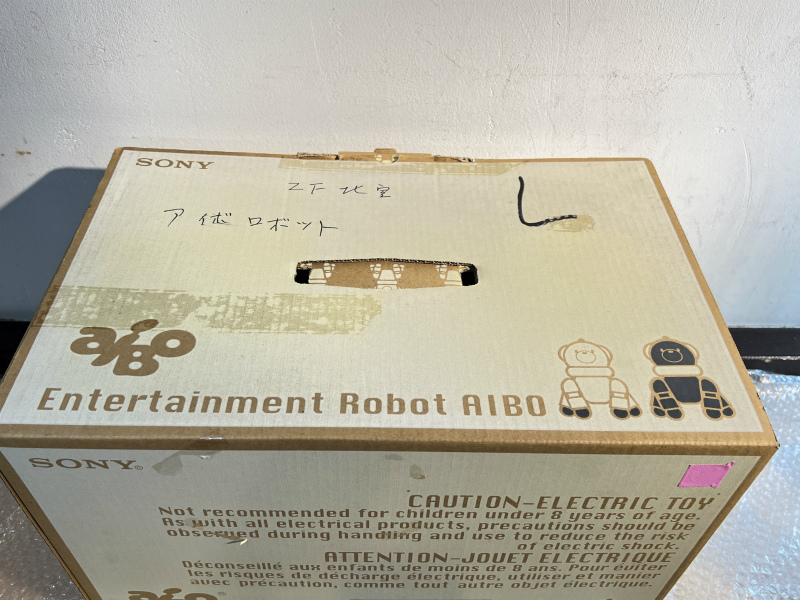 SONY
2F 北室
アイボロボット
L
aiBo
Entertainment Robot AIBO
SONY®
CAUTION-ELECTRIC TOY
Not recommended for children under 8 years of age.
As with all electrical products, precautions should be
observed during handling and use to reduce the risk
of electric shock.
ATTENTION-JOUET ELECTRIQUE
Déconseillé aux enfants de moins de 8 ans. Pour éviter
les risques de décharge électrique, utiliser et manier
avec précaution, comme tout autre objet électrique.
aiBo®